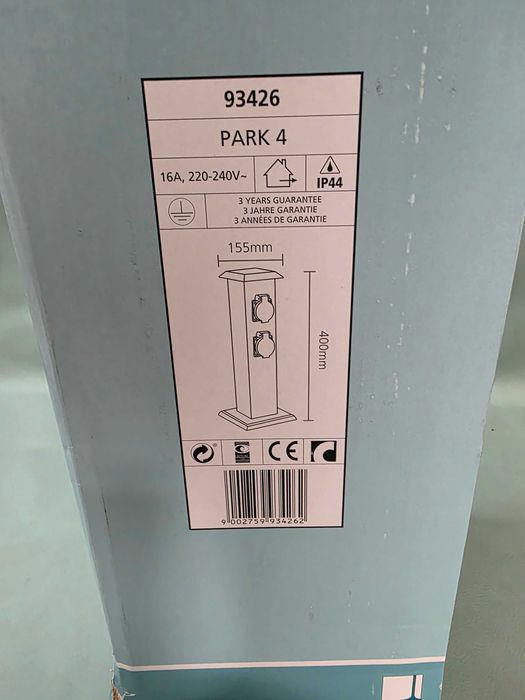 93426
PARK 4
16A, 220-240V~
IP44
3 YEARS GUARANTEE
3 JAHRE GARANTIE
3 ANNÉES DE GARANTIE
155mm
400mm
CE
9 002759 934262